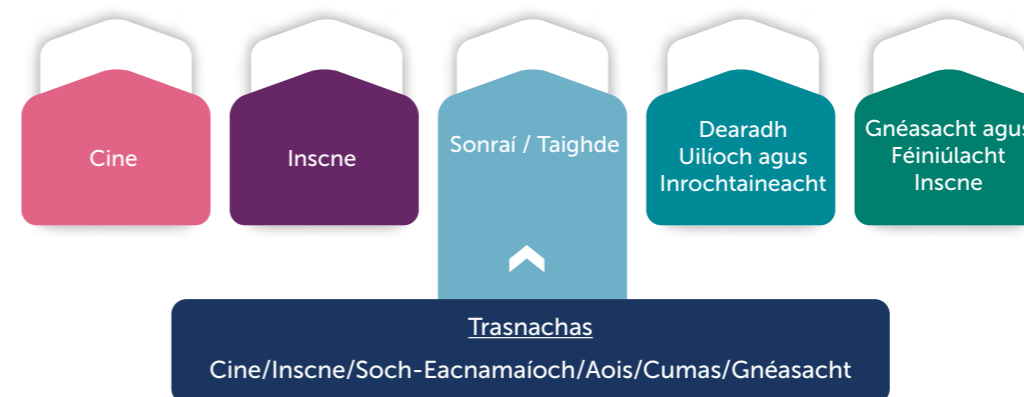 Cine
Inscne
Sonraí / Taighde
Dearadh
Uilíoch agus
Inrochtaineacht
Gnéasacht agus
Féiniúlacht
Inscne
Trasnachas
Cine/Inscne/Soch-Eacnamaíoch/Aois/Cumas/Gnéasacht